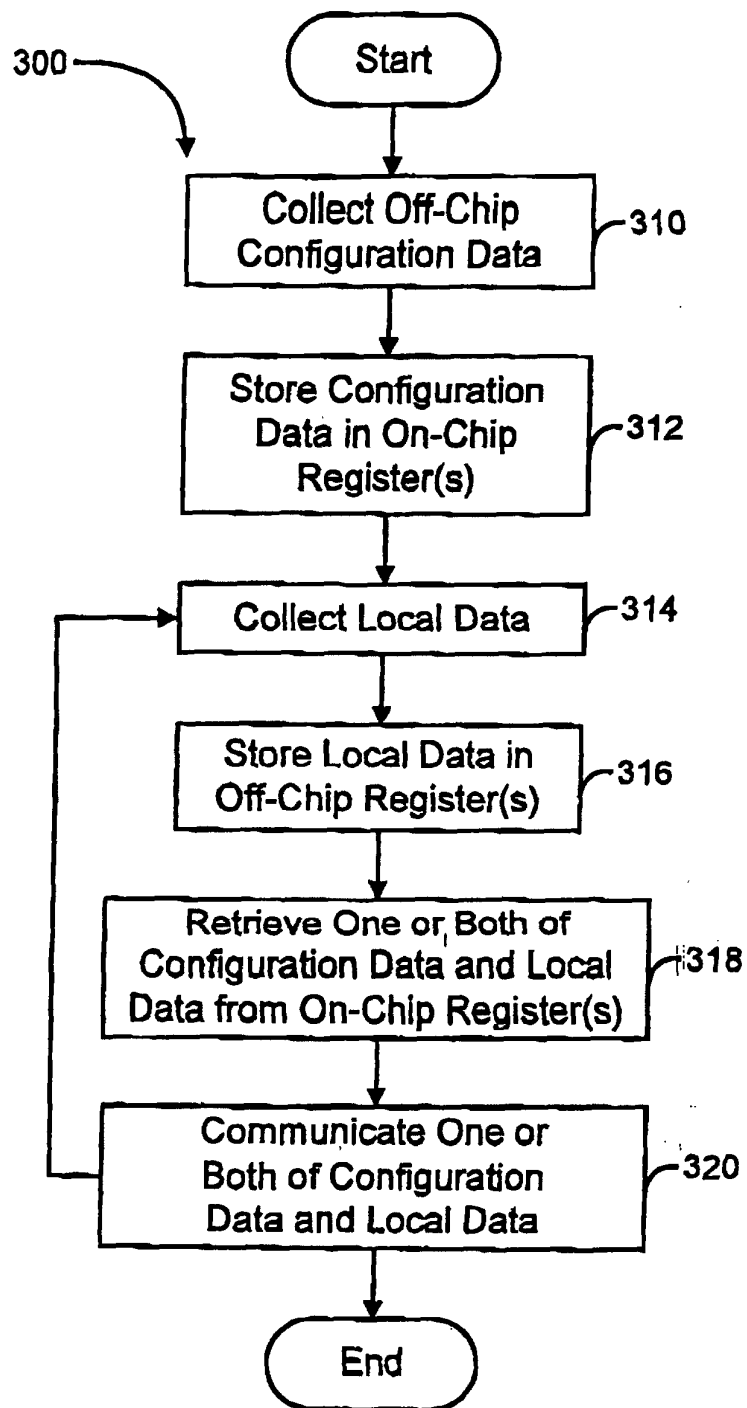 300
Start
Collect Off-Chip
Configuration Data
310
Store Configuration
Data in On-Chip
Register(s)
312
Collect Local Data
314
Store Local Data in
Off-Chip Register(s)
316
Retrieve One or Both of
Configuration Data and Local
Data from On-Chip Register(s)
318
Communicate One or
Both of Configuration
Data and Local Data
320
End